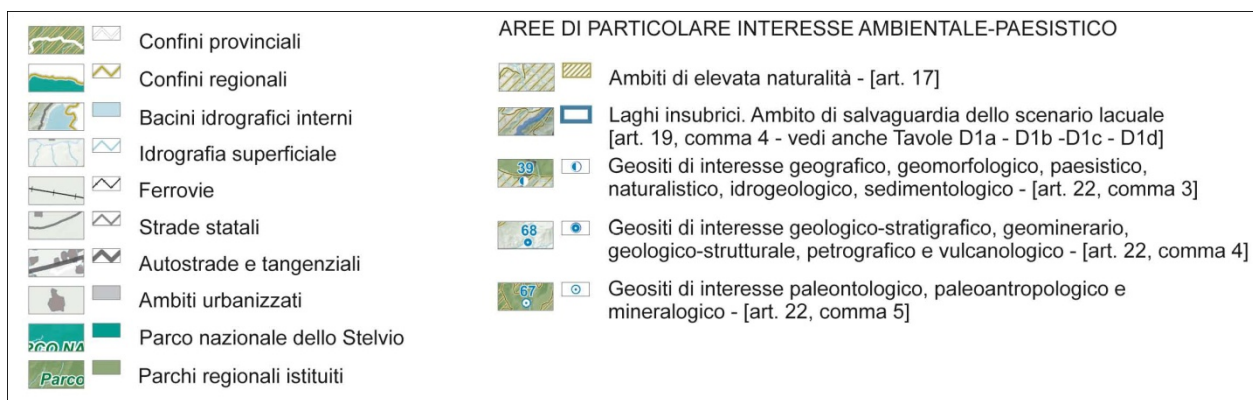 Confini provinciali
Confini regionali
Bacini idrografici interni
Idrografia superficiale
Ferrovie
Strade statali
Autostrade e tangenziali
Ambiti urbanizzati
RCO NA
Parco nazionale dello Stelvio
Parco
Parchi regionali istituiti
AREE DI PARTICOLARE INTERESSE AMBIENTALE-PAESISTICO
Ambiti di elevata naturalità - [art. 17]
Laghi insubrici. Ambito di salvaguardia dello scenario lacuale
[art. 19, comma 4 - vedi anche Tavole D1a - D1b -D1c - D1d]
39
Geositi di interesse geografico, geomorfologico, paesistico,
naturalistico, idrogeologico, sedimentologico - [art. 22, comma 3]
68
Geositi di interesse geologico-stratigrafico, geominerario,
geologico-strutturale, petrografico e vulcanologico - [art. 22, comma 4]
67
Geositi di interesse paleontologico, paleoantropologico e
mineralogico - [art. 22, comma 5]